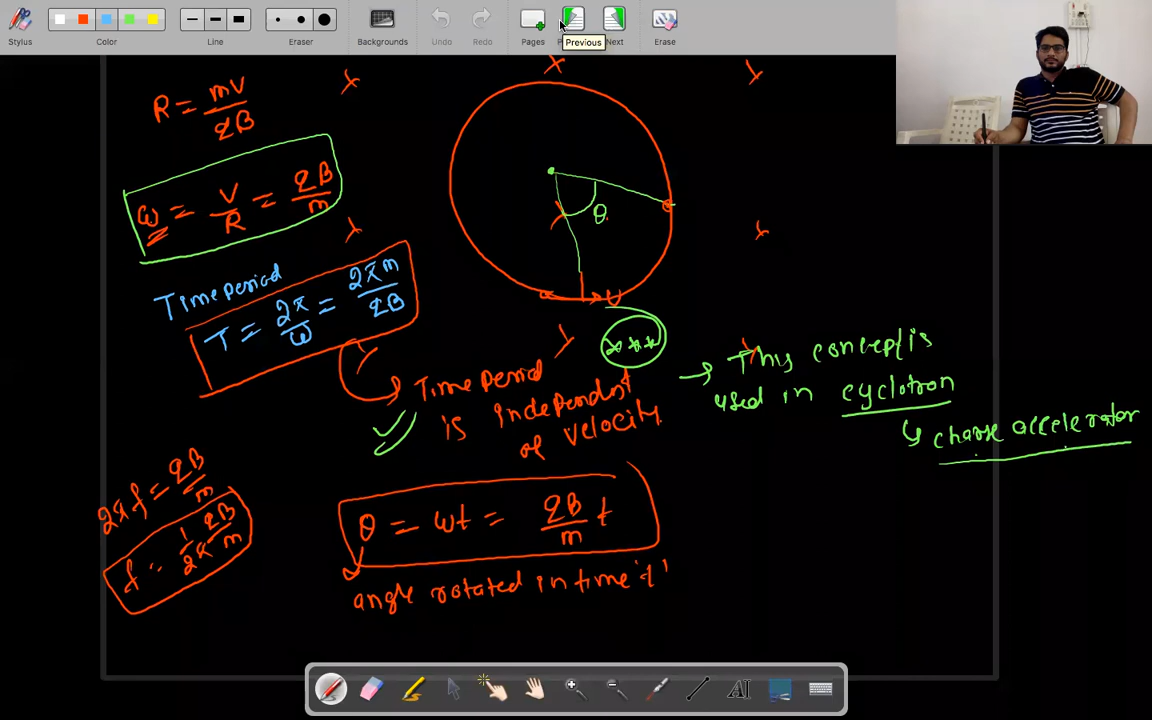 Stylus
Color
Line
Eraser
Backgrounds
Undo
Redo
Pages
Previous
Next
Erase
R = mv/qB
ω = v/R = qB/m
Time period
T = 2π/ω = 2πm/qB
θ
v
***
Time period
is independent
of velocity
This concept is
used in cyclotron
charge accelerator
2πf = qB/m
f = 1/2π qB/m
θ = ωt = qB/m t
angle rotated in time 't'
AI